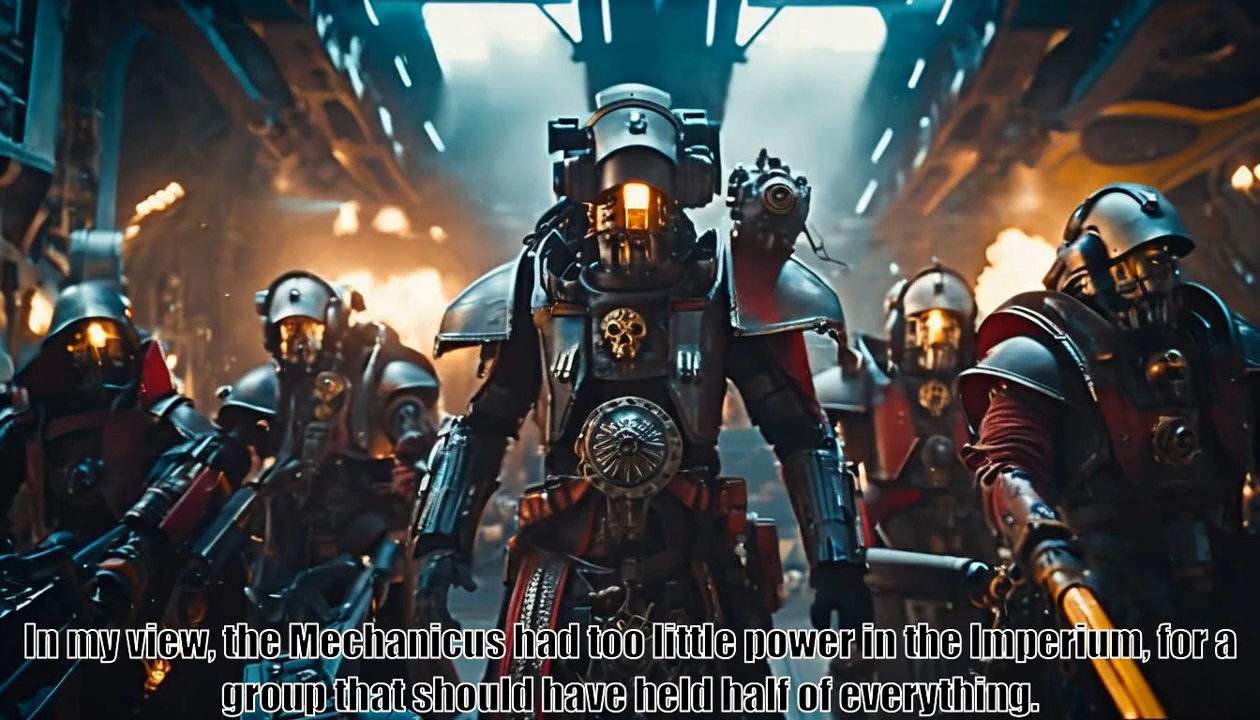 In my view, the Mechanicus had too little power in the Imperium, for a
group that should have held half of everything.